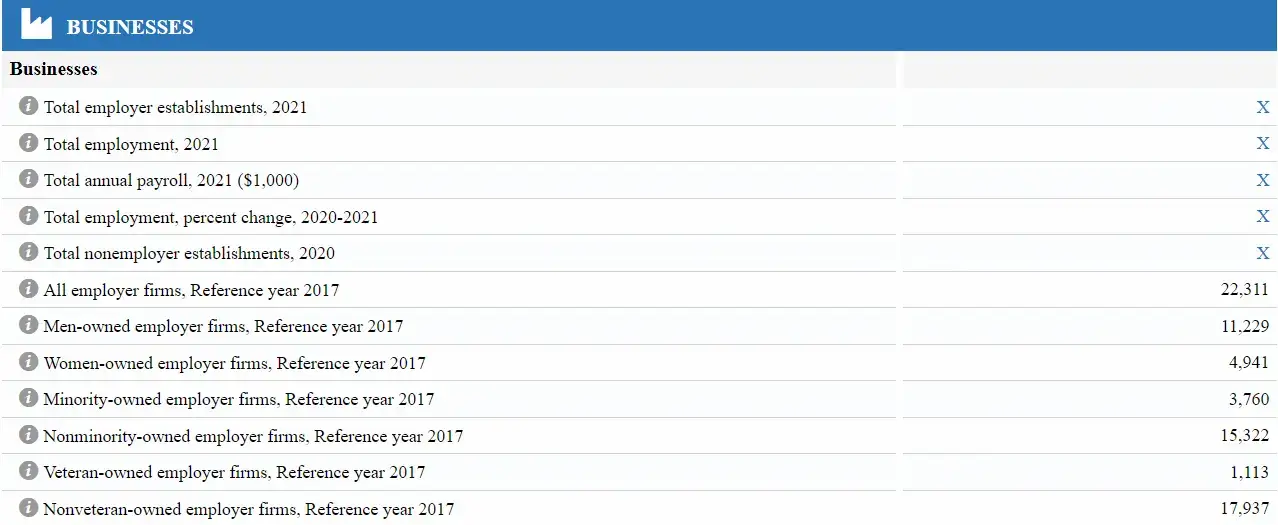 BUSINESSES
Businesses
Total employer establishments, 2021 X
Total employment, 2021 X
Total annual payroll, 2021 ($1,000) X
Total employment, percent change, 2020-2021 X
Total nonemployer establishments, 2020 X
All employer firms, Reference year 2017 22,311
Men-owned employer firms, Reference year 2017 11,229
Women-owned employer firms, Reference year 2017 4,941
Minority-owned employer firms, Reference year 2017 3,760
Nonminority-owned employer firms, Reference year 2017 15,322
Veteran-owned employer firms, Reference year 2017 1,113
Nonveteran-owned employer firms, Reference year 2017 17,937